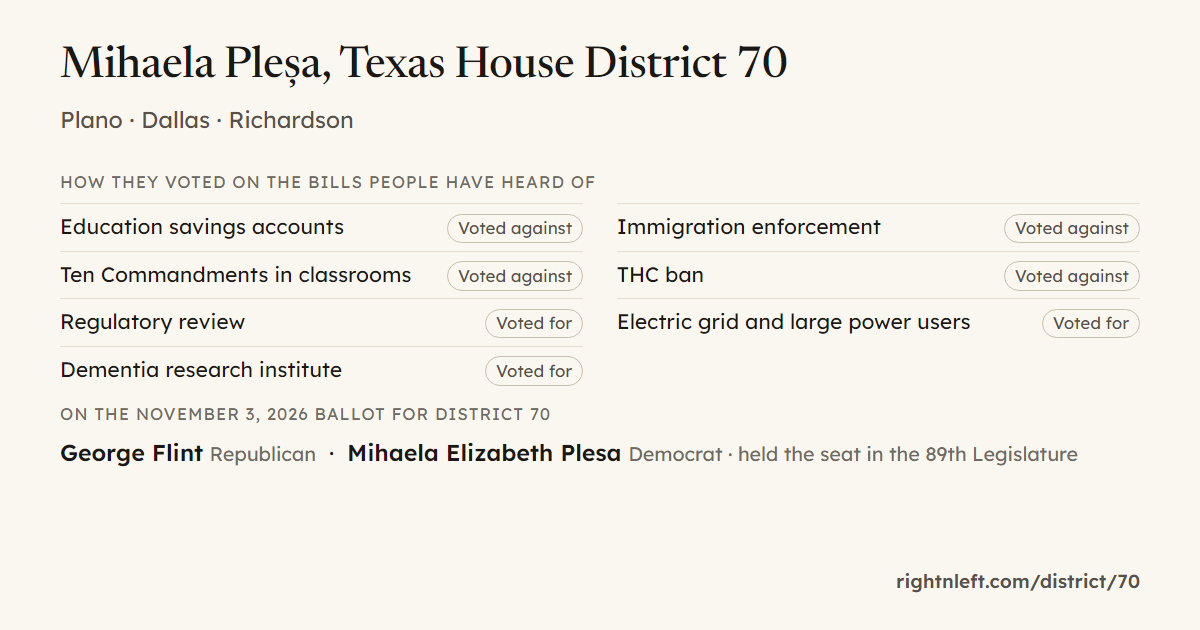 Mihaela Pleșa, Texas House District 70
Plano · Dallas · Richardson
HOW THEY VOTED ON THE BILLS PEOPLE HAVE HEARD OF
Education savings accounts Voted against
Ten Commandments in classrooms Voted against
Regulatory review Voted for
Dementia research institute Voted for
Immigration enforcement Voted against
THC ban Voted against
Electric grid and large power users Voted for
ON THE NOVEMBER 3, 2026 BALLOT FOR DISTRICT 70
George Flint Republican · Mihaela Elizabeth Plesa Democrat · held the seat in the 89th Legislature
rightnleft.com/district/70